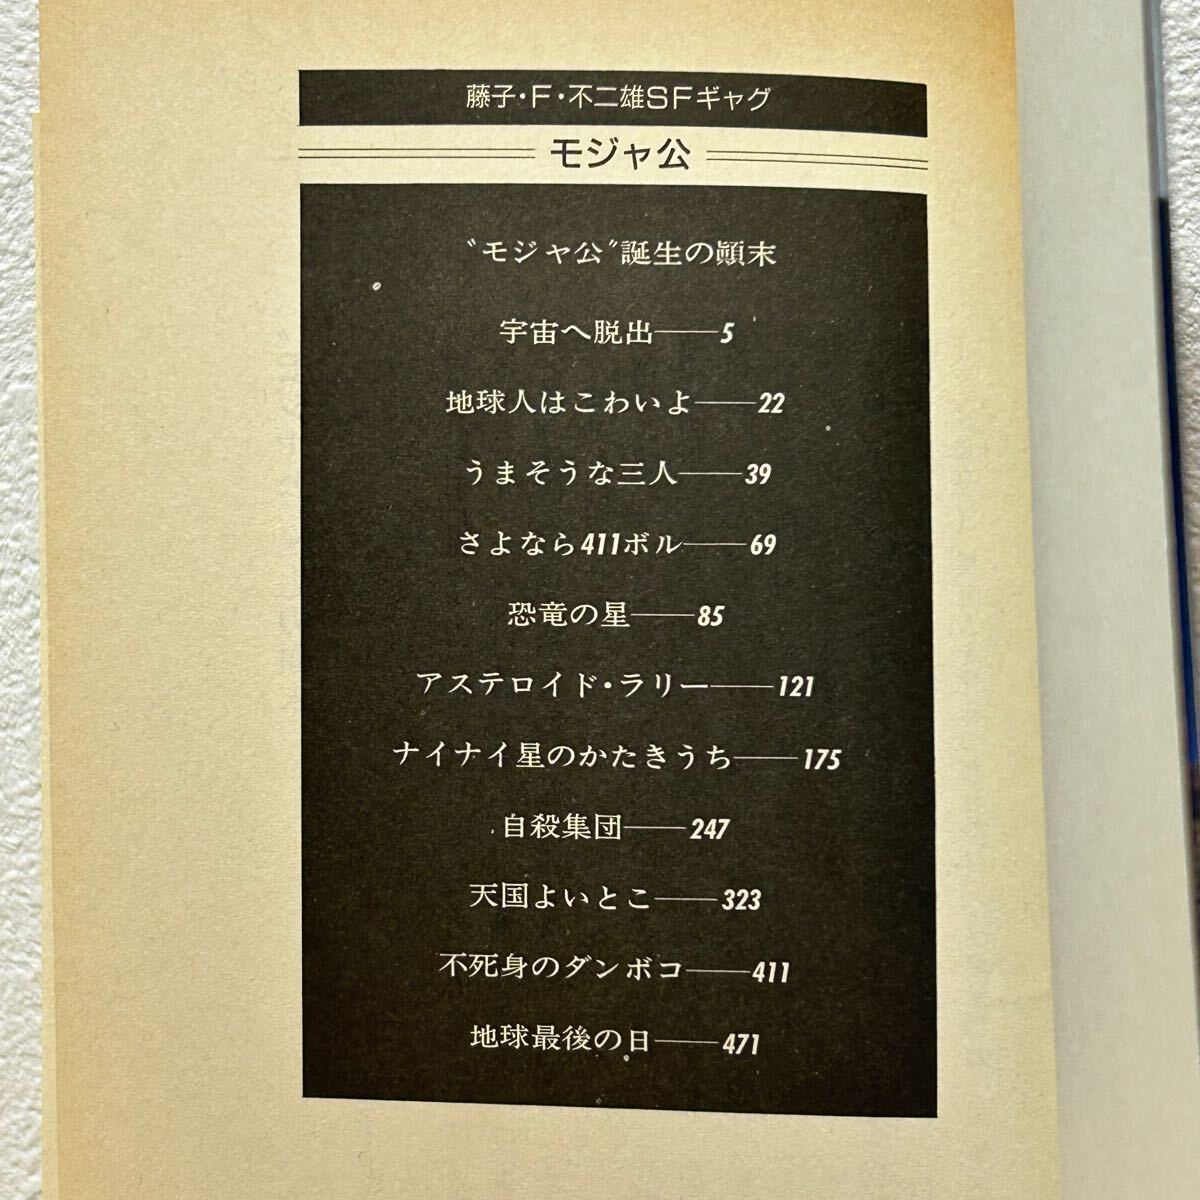 藤子・F・不二雄SFギャグ
モジャ公
〝モジャ公〟誕生の顚末
宇宙へ脱出――5
地球人はこわいよ――22
うまそうな三人――39
さよなら411ボル――69
恐竜の星――85
アステロイド・ラリー――121
ナイナイ星のかたきうち――175
自殺集団――247
天国よいとこ――323
不死身のダンボコ――411
地球最後の日――471